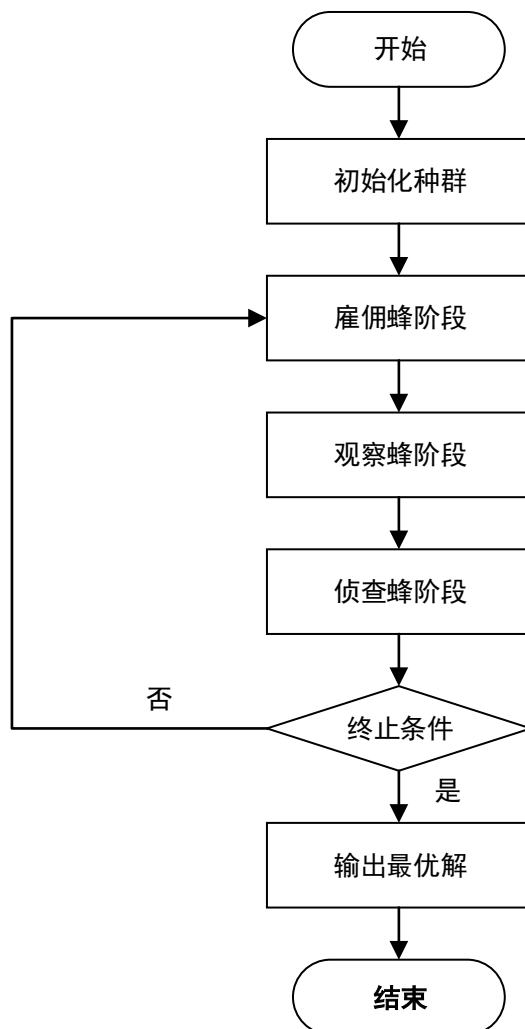 开始
初始化种群
雇佣蜂阶段
观察蜂阶段
侦查蜂阶段
否
终止条件
是
输出最优解
结束